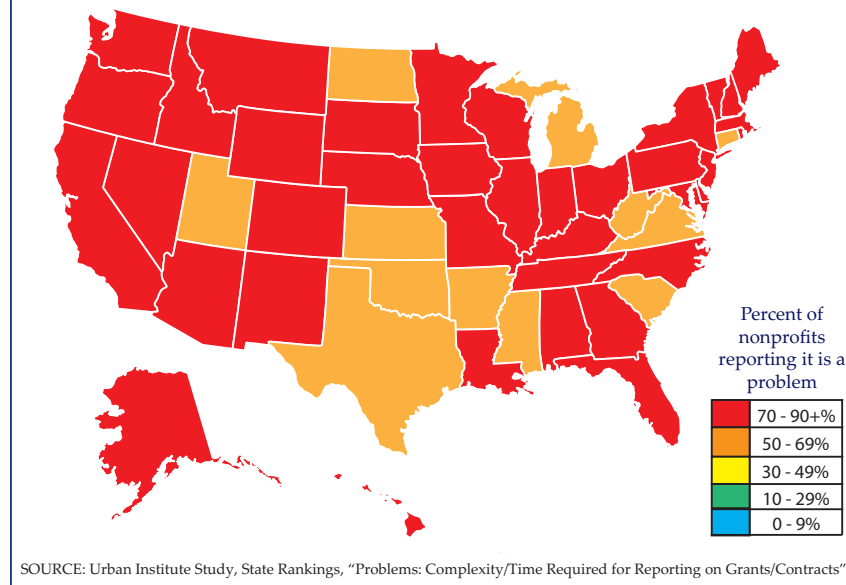 Percent of
nonprofits
reporting it is a
problem
70 - 90+%
50 - 69%
30 - 49%
10 - 29%
0 - 9%
SOURCE: Urban Institute Study, State Rankings, “Problems: Complexity/Time Required for Reporting on Grants/Contracts”